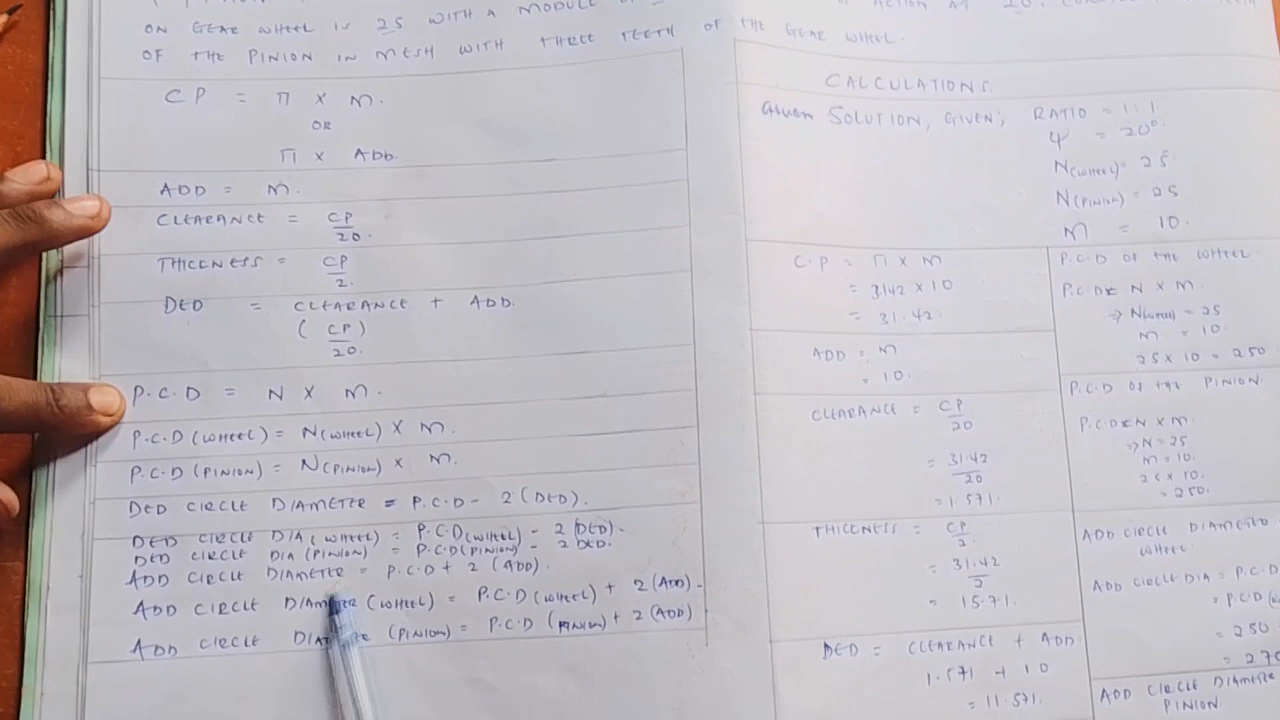 ON GEAR WHEEL IS 25 WITH A MODULE
ACTION AT 20.
OF THE PINION IN MESH WITH THREE TEETH OF THE GEAR WHEEL.
CP = π × m.
OR
π × ADD.
ADD = m.
CLEARANCE = CP
20.
THICKNESS = CP
2.
DED = CLEARANCE + ADD.
( CP )
20.
P.C.D = N × m.
P.C.D (WHEEL) = N(WHEEL) × m.
P.C.D (PINION) = N(PINION) × m.
DED CIRCLE DIAMETER = P.C.D - 2 (DED).
DED CIRCLE DIA (WHEEL) = P.C.D (WHEEL) - 2 (DED).
DED CIRCLE DIA (PINION) = P.C.D (PINION) - 2 DED.
ADD CIRCLE DIAMETER = P.C.D + 2 (ADD).
ADD CIRCLE DIAMETER (WHEEL) = P.C.D (WHEEL) + 2 (ADD).
ADD CIRCLE (PINION) = P.C.D (PINION) + 2 (ADD)
CALCULATIONS.
SOLUTION, GIVEN; RATIO = 1:1.
Ψ = 20°.
N(WHEEL) = 25.
N(PINION) = 25
m = 10.
C.P = π × m
= 3142 × 10
= 31.42.
ADD = m
= 10.
CLEARANCE = CP
20
= 31.42
20
= 1.571.
THICKNESS = CP
2.
= 31.42
2
= 15.71.
DED = CLEARANCE + ADD.
1.571 + 10
= 11.571.
P.C.D OF THE WHEEL
P.C.D = N × m.
⇒ N(WHEEL) = 25
m = 10.
25 × 10 = 250
P.C.D OF THE PINION.
P.C.D = N × m.
⇒ N = 25
m = 10.
25 × 10.
= 250.
ADD CIRCLE DIAMETER
WHEEL
ADD CIRCLE DIA = P.C.D
= P.C.D
= 250
= 270
ADD CIRCLE DIAMETER
PINION.